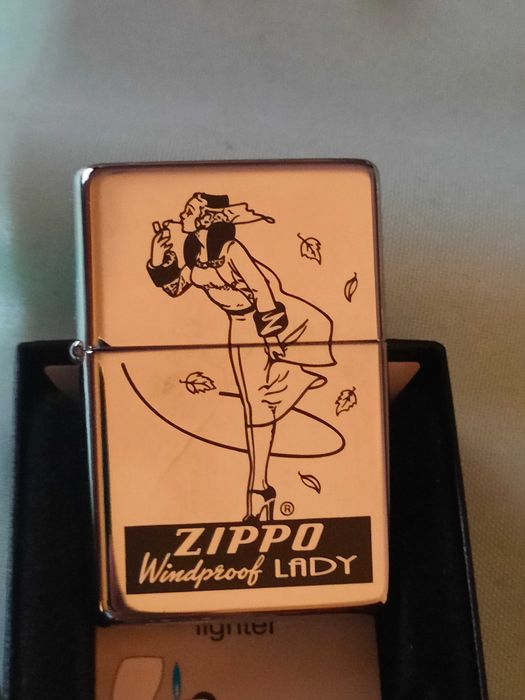 ®
ZIPPO
Windproof LADY
lighter